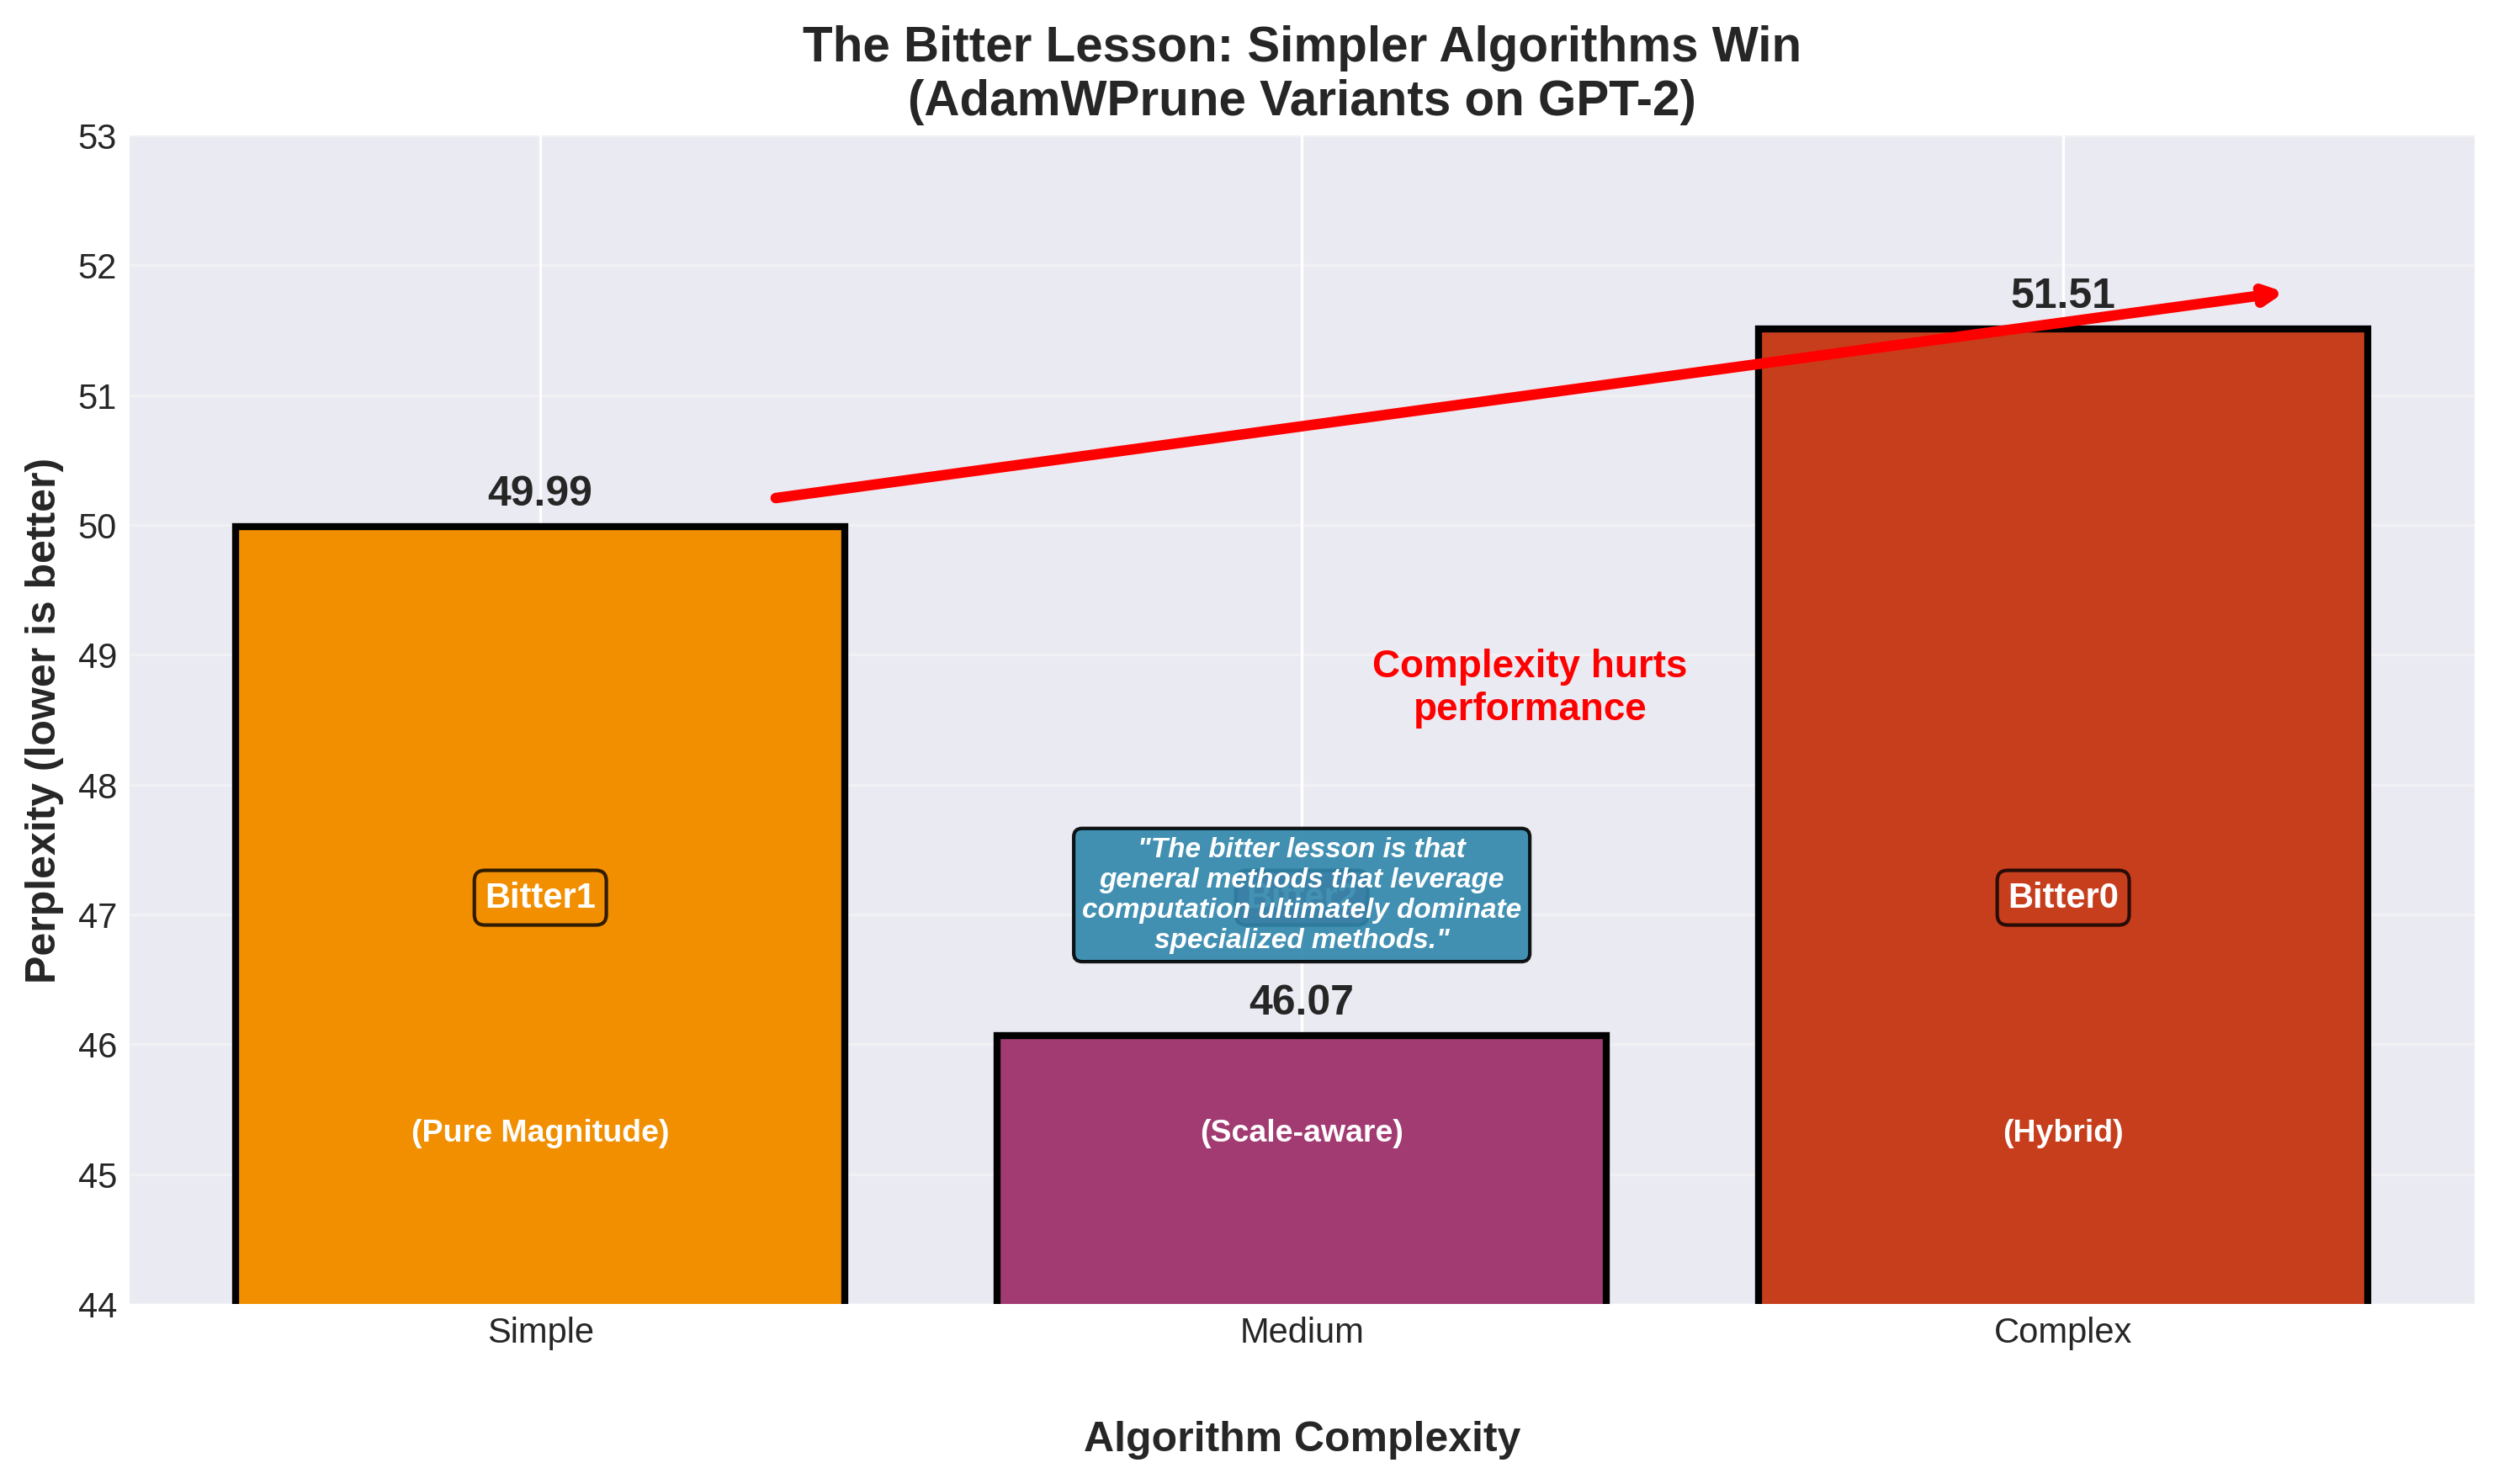 The Bitter Lesson: Simpler Algorithms Win
(AdamWPrune Variants on GPT-2)
Perplexity (lower is better)
53
52
51
50
49
48
47
46
45
44
49.99
51.51
Complexity hurts
performance
Bitter1
"The bitter lesson is that
general methods that leverage
computation ultimately dominate
specialized methods."
Bitter0
46.07
(Pure Magnitude)
(Scale-aware)
(Hybrid)
Simple
Medium
Complex
Algorithm Complexity